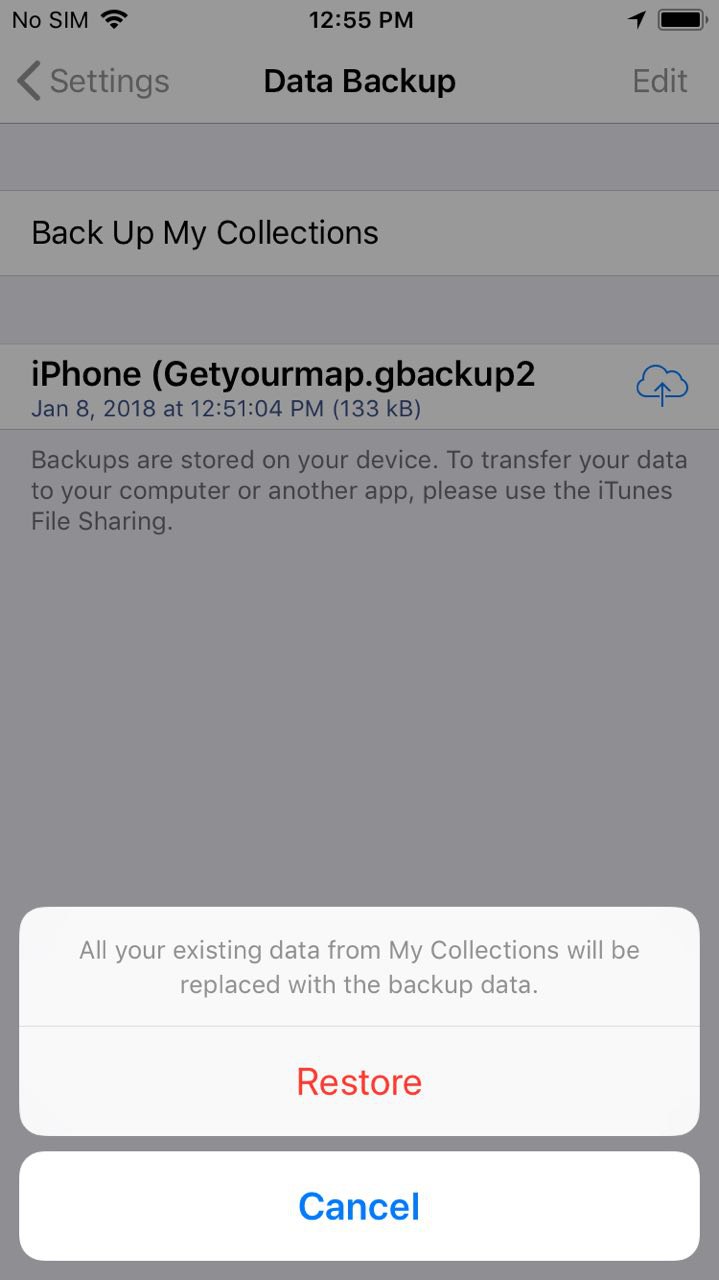 No SIM 12:55 PM
Settings Data Backup Edit
Back Up My Collections
iPhone (Getyourmap.gbackup2
Jan 8, 2018 at 12:51:04 PM (133 kB)
Backups are stored on your device. To transfer your data
to your computer or another app, please use the iTunes
File Sharing.
All your existing data from My Collections will be
replaced with the backup data.
Restore
Cancel